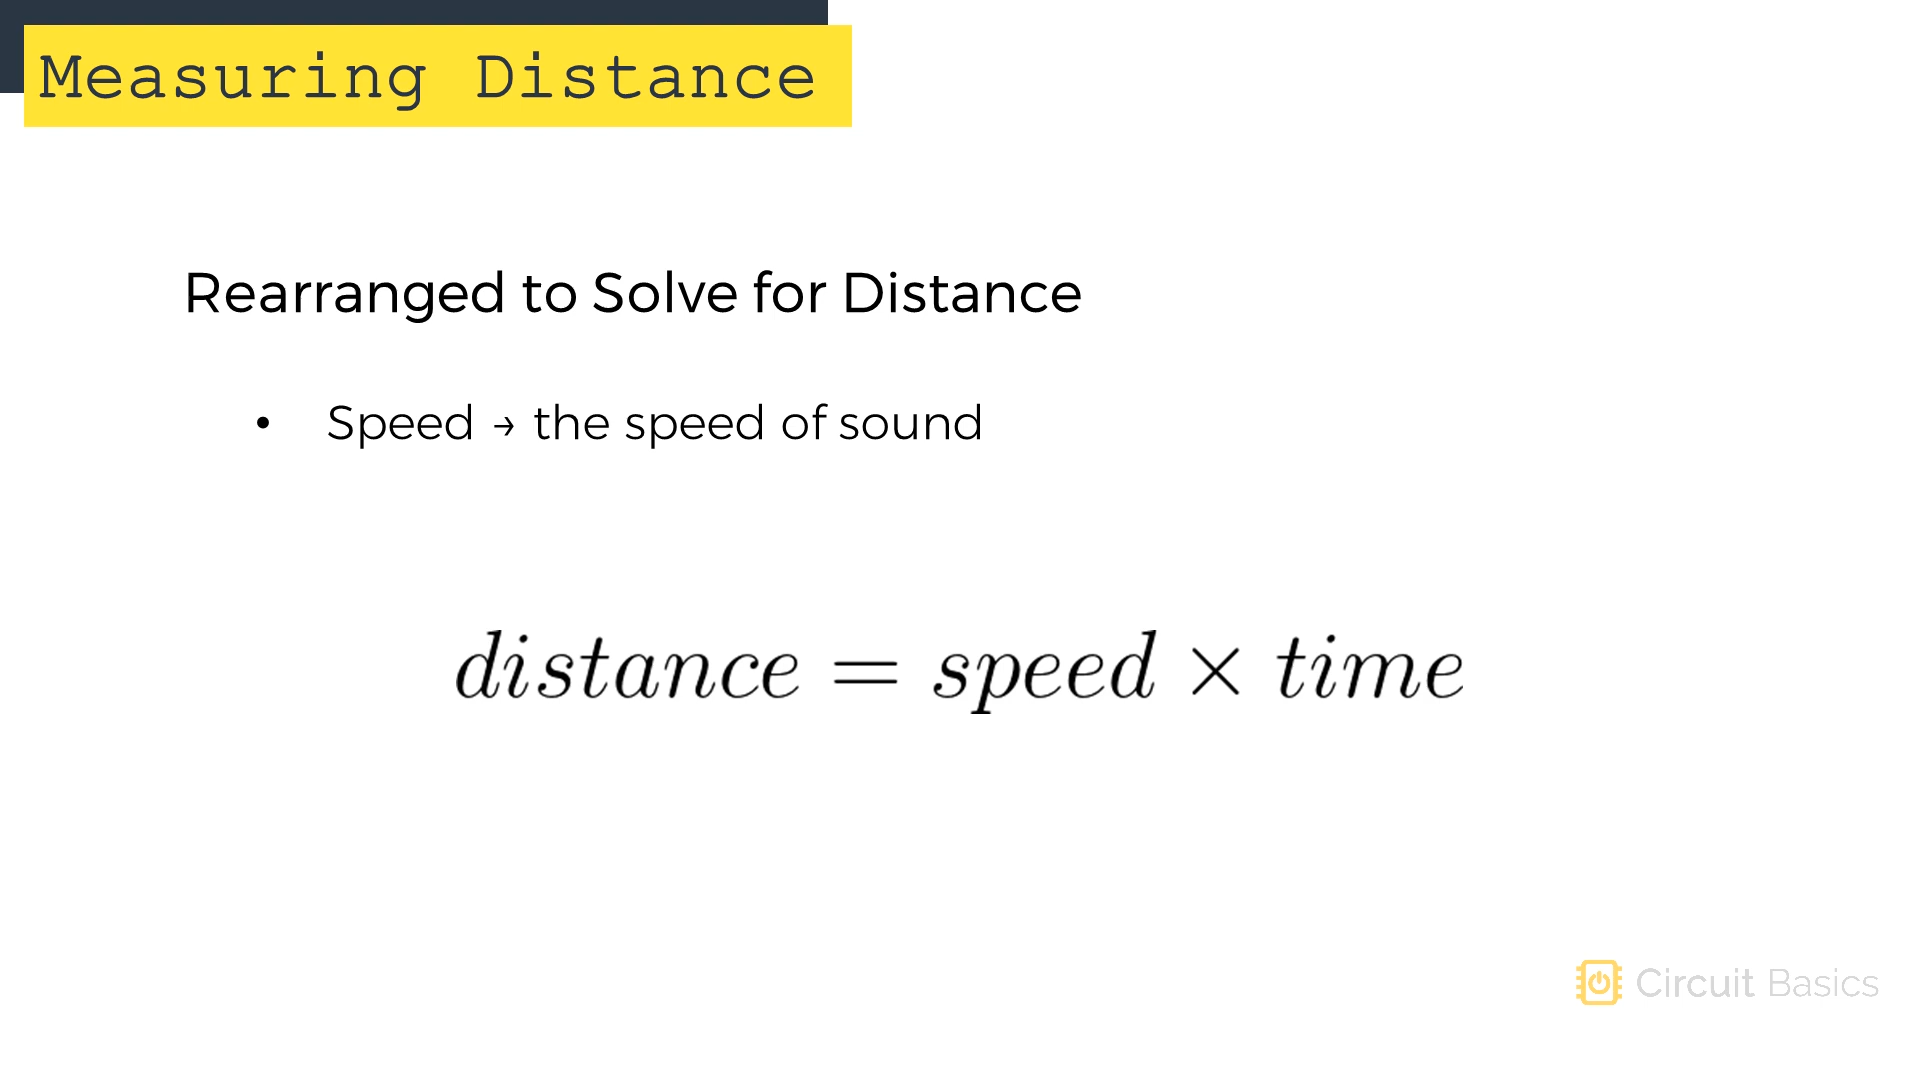 Measuring Distance
Rearranged to Solve for Distance
• Speed → the speed of sound
distance = speed × time
Circuit Basics